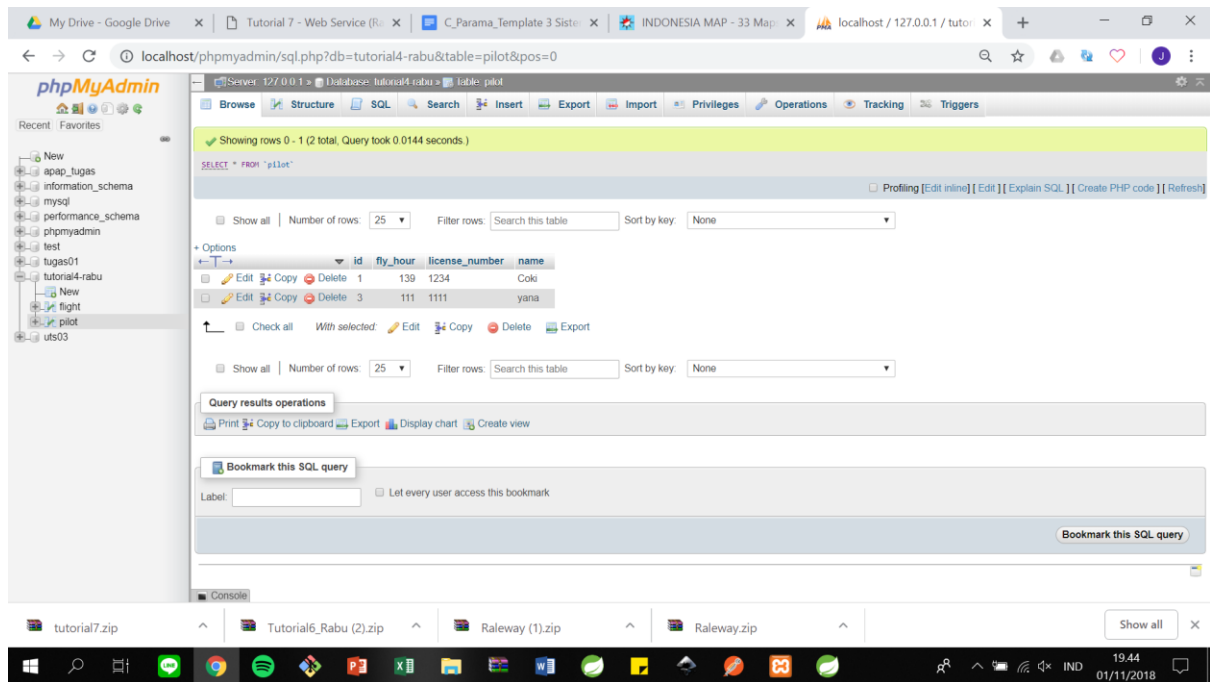 My Drive - Google Drive
Tutorial 7 - Web Service (Ra
C_Parama_Template 3 Sister
INDONESIA MAP - 33 Map
localhost / 127.0.0.1 / tutori
localhost/phpmyadmin/sql.php?db=tutorial4-rabu&table=pilot&pos=0
J
phpMyAdmin
Recent Favorites
New
apap_tugas
information_schema
mysql
performance_schema
phpmyadmin
test
tugas01
tutorial4-rabu
New
flight
pilot
uts03
Server: 127.0.0.1 » Database: tutorial4-rabu » Table: pilot
Browse Structure SQL Search Insert Export Import Privileges Operations Tracking Triggers
Showing rows 0 - 1 (2 total, Query took 0.0144 seconds.)
SELECT * FROM `pilot`
Profiling [Edit inline] [ Edit ] [ Explain SQL ] [ Create PHP code ] [ Refresh]
Show all | Number of rows: 25 Filter rows: Search this table Sort by key: None
+ Options
←T→ id fly_hour license_number name
Edit Copy Delete 1 139 1234 Coki
Edit Copy Delete 3 111 1111 yana
Check all With selected: Edit Copy Delete Export
Show all | Number of rows: 25 Filter rows: Search this table Sort by key: None
Query results operations
Print Copy to clipboard Export Display chart Create view
Bookmark this SQL query
Label: Let every user access this bookmark
Bookmark this SQL query
Console
tutorial7.zip
Tutorial6_Rabu (2).zip
Raleway (1).zip
Raleway.zip
Show all
IND
19.44
01/11/2018